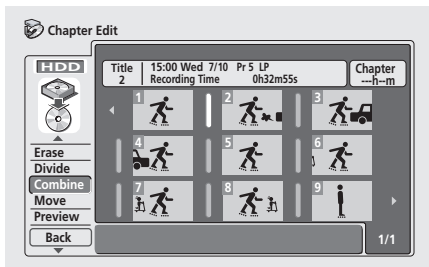 Chapter Edit
HDD
Title 2
15:00 Wed 7/10 Pr 5 LP
Recording Time 0h32m55s
Chapter
---h--m
1 2 3
4 5 6
7 8 9
Erase
Divide
Combine
Move
Preview
Back
1/1